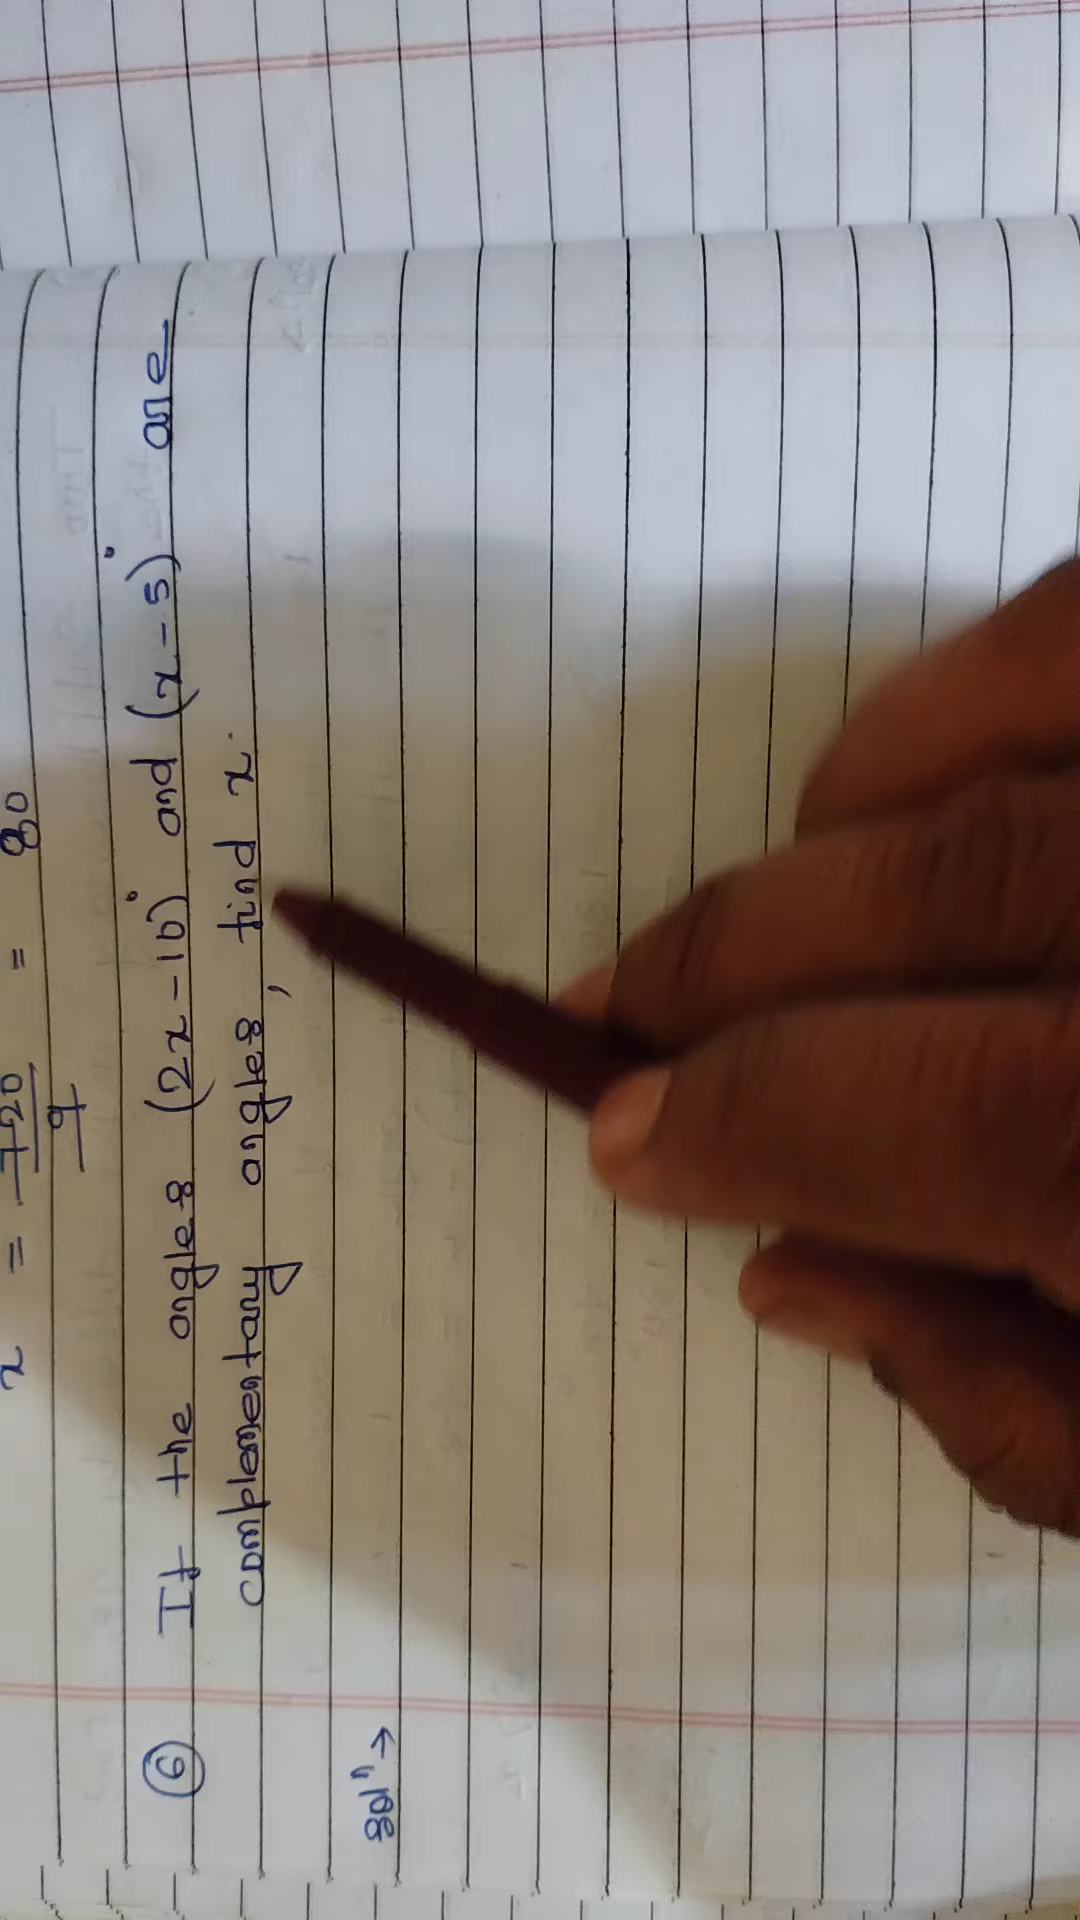 x = 720 = 80
9
6 If the angles (2x - 10)° and (x - 5)° are
complementary angles, find x.
Solⁿ →